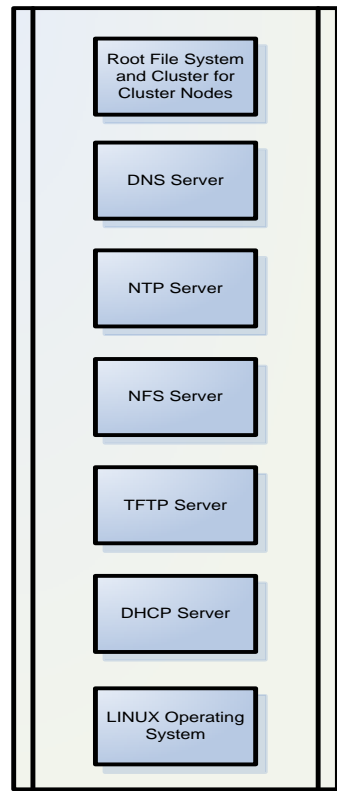 Root File System
and Cluster for
Cluster Nodes
DNS Server
NTP Server
NFS Server
TFTP Server
DHCP Server
LINUX Operating
System